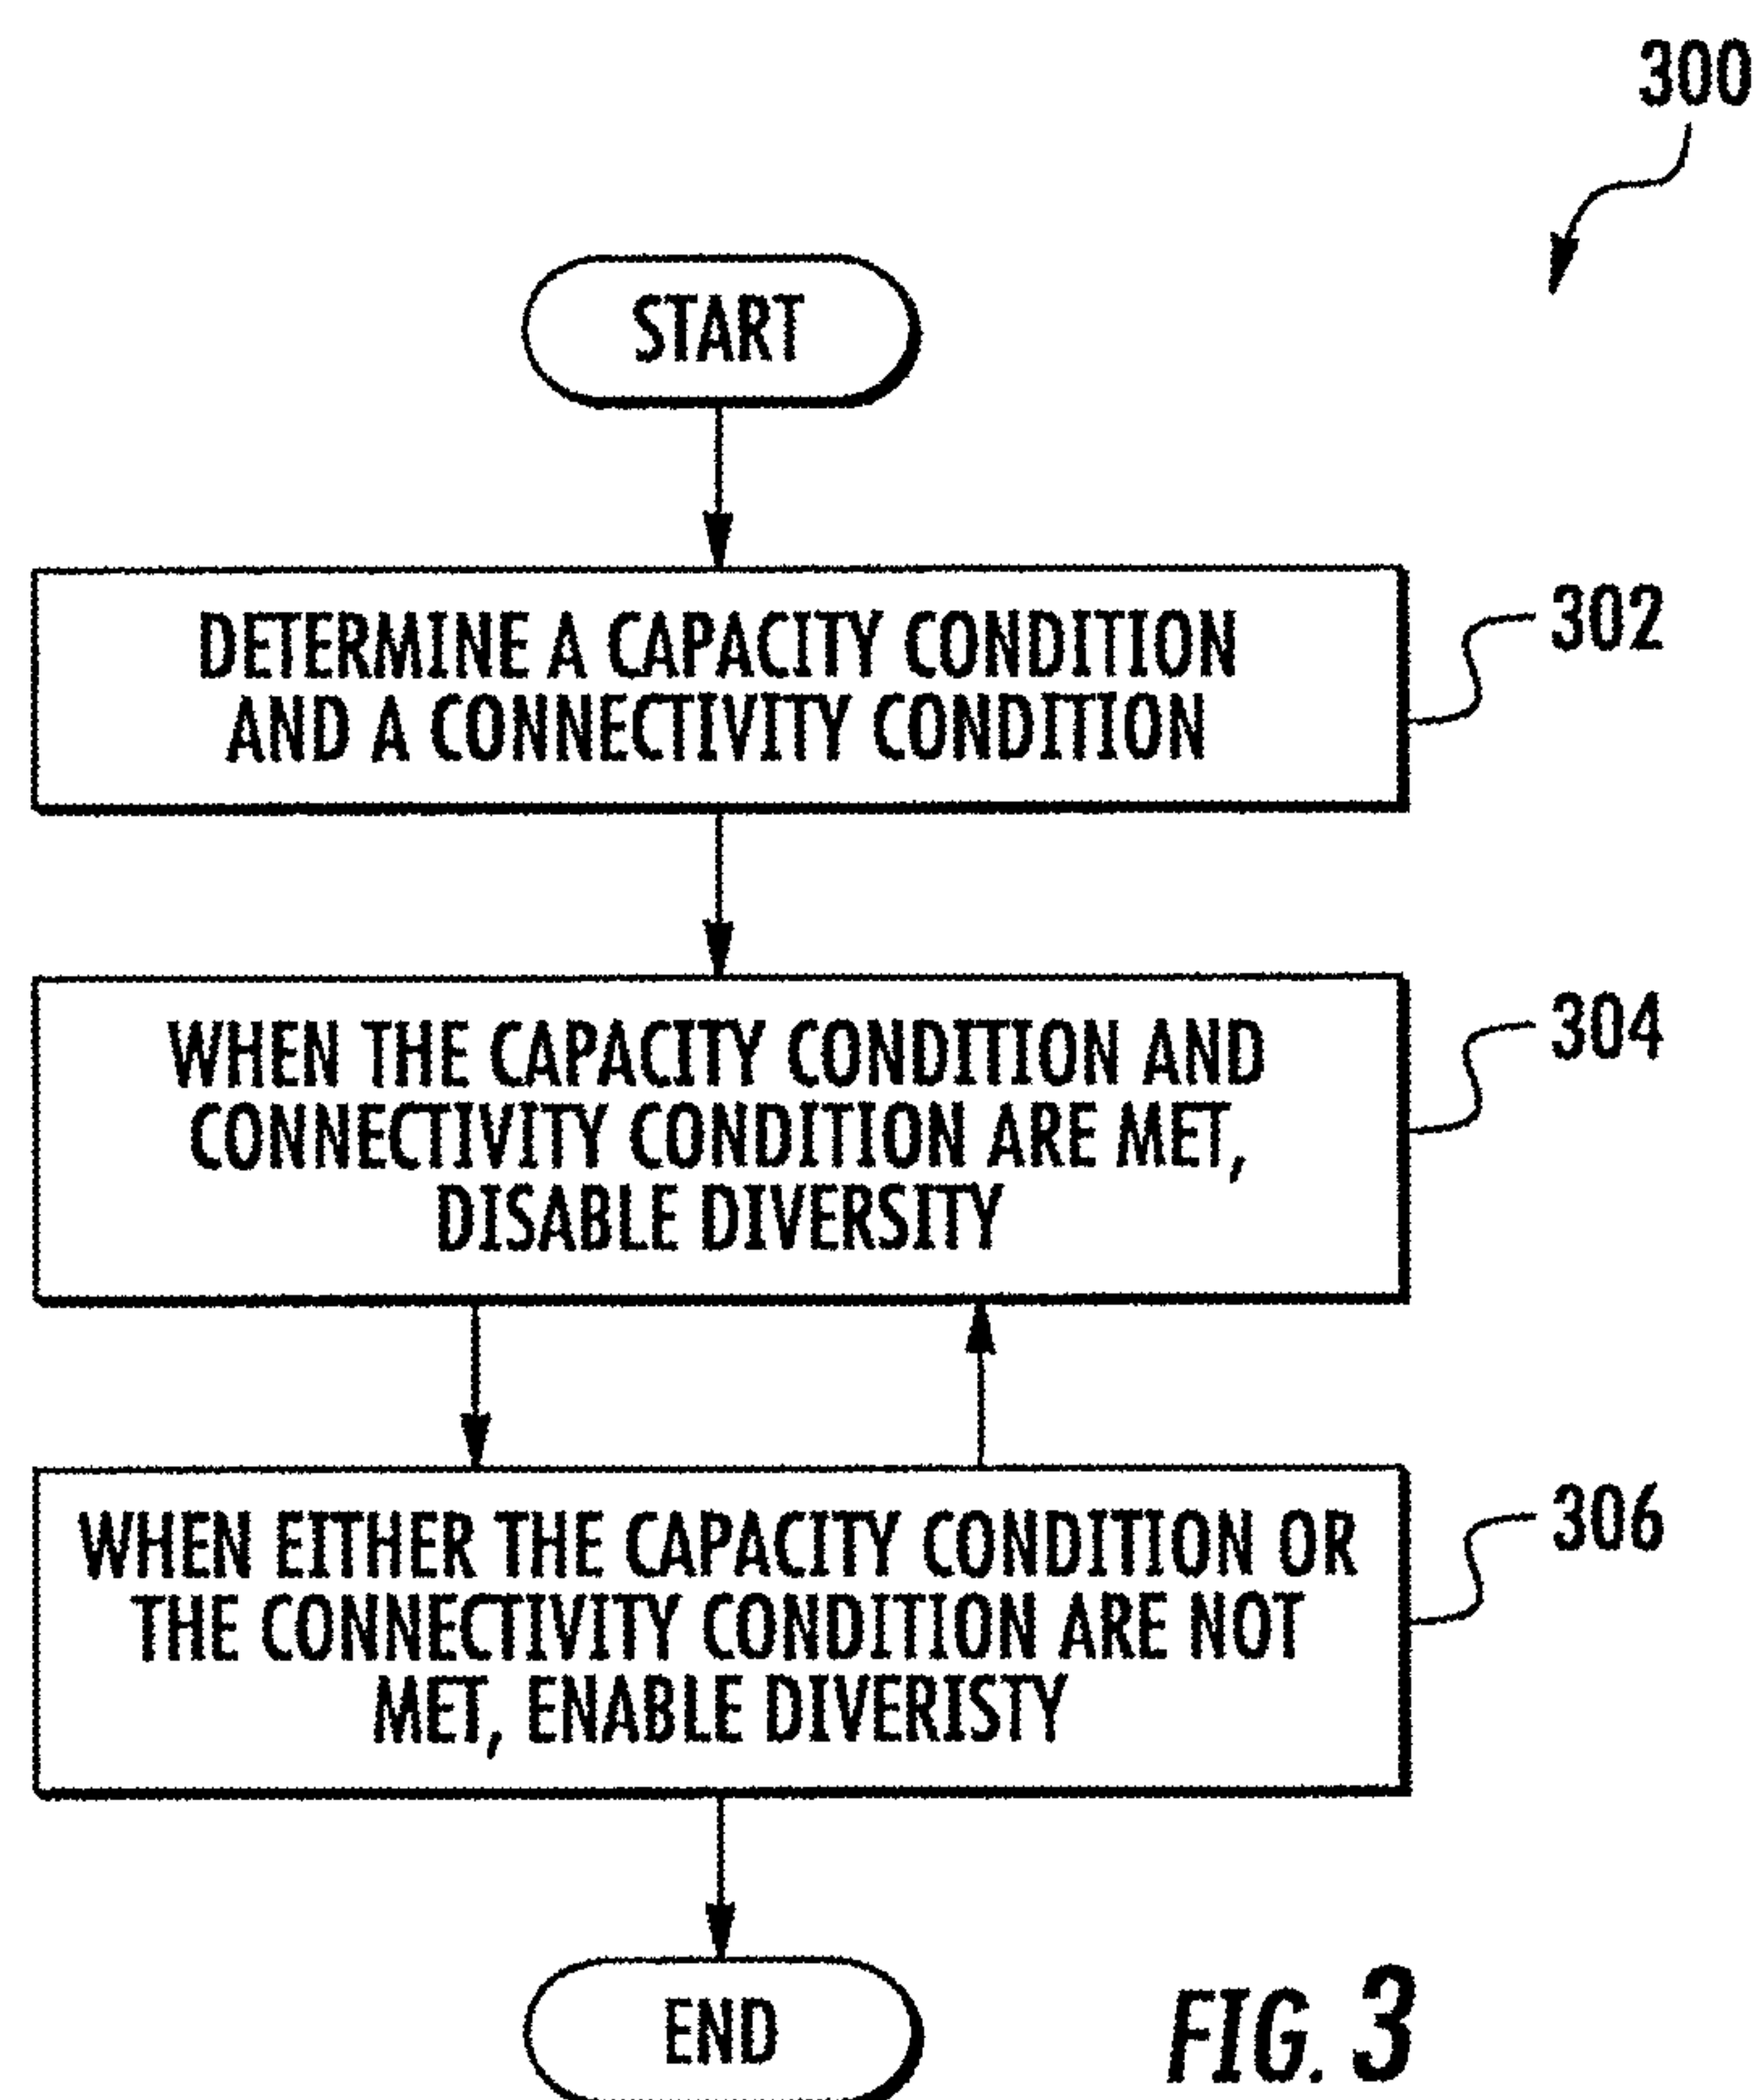 300
START
DETERMINE A CAPACITY CONDITION
AND A CONNECTIVITY CONDITION
302
WHEN THE CAPACITY CONDITION AND
CONNECTIVITY CONDITION ARE MET,
DISABLE DIVERSITY
304
WHEN EITHER THE CAPACITY CONDITION OR
THE CONNECTIVITY CONDITION ARE NOT
MET, ENABLE DIVERISTY
306
END
FIG. 3